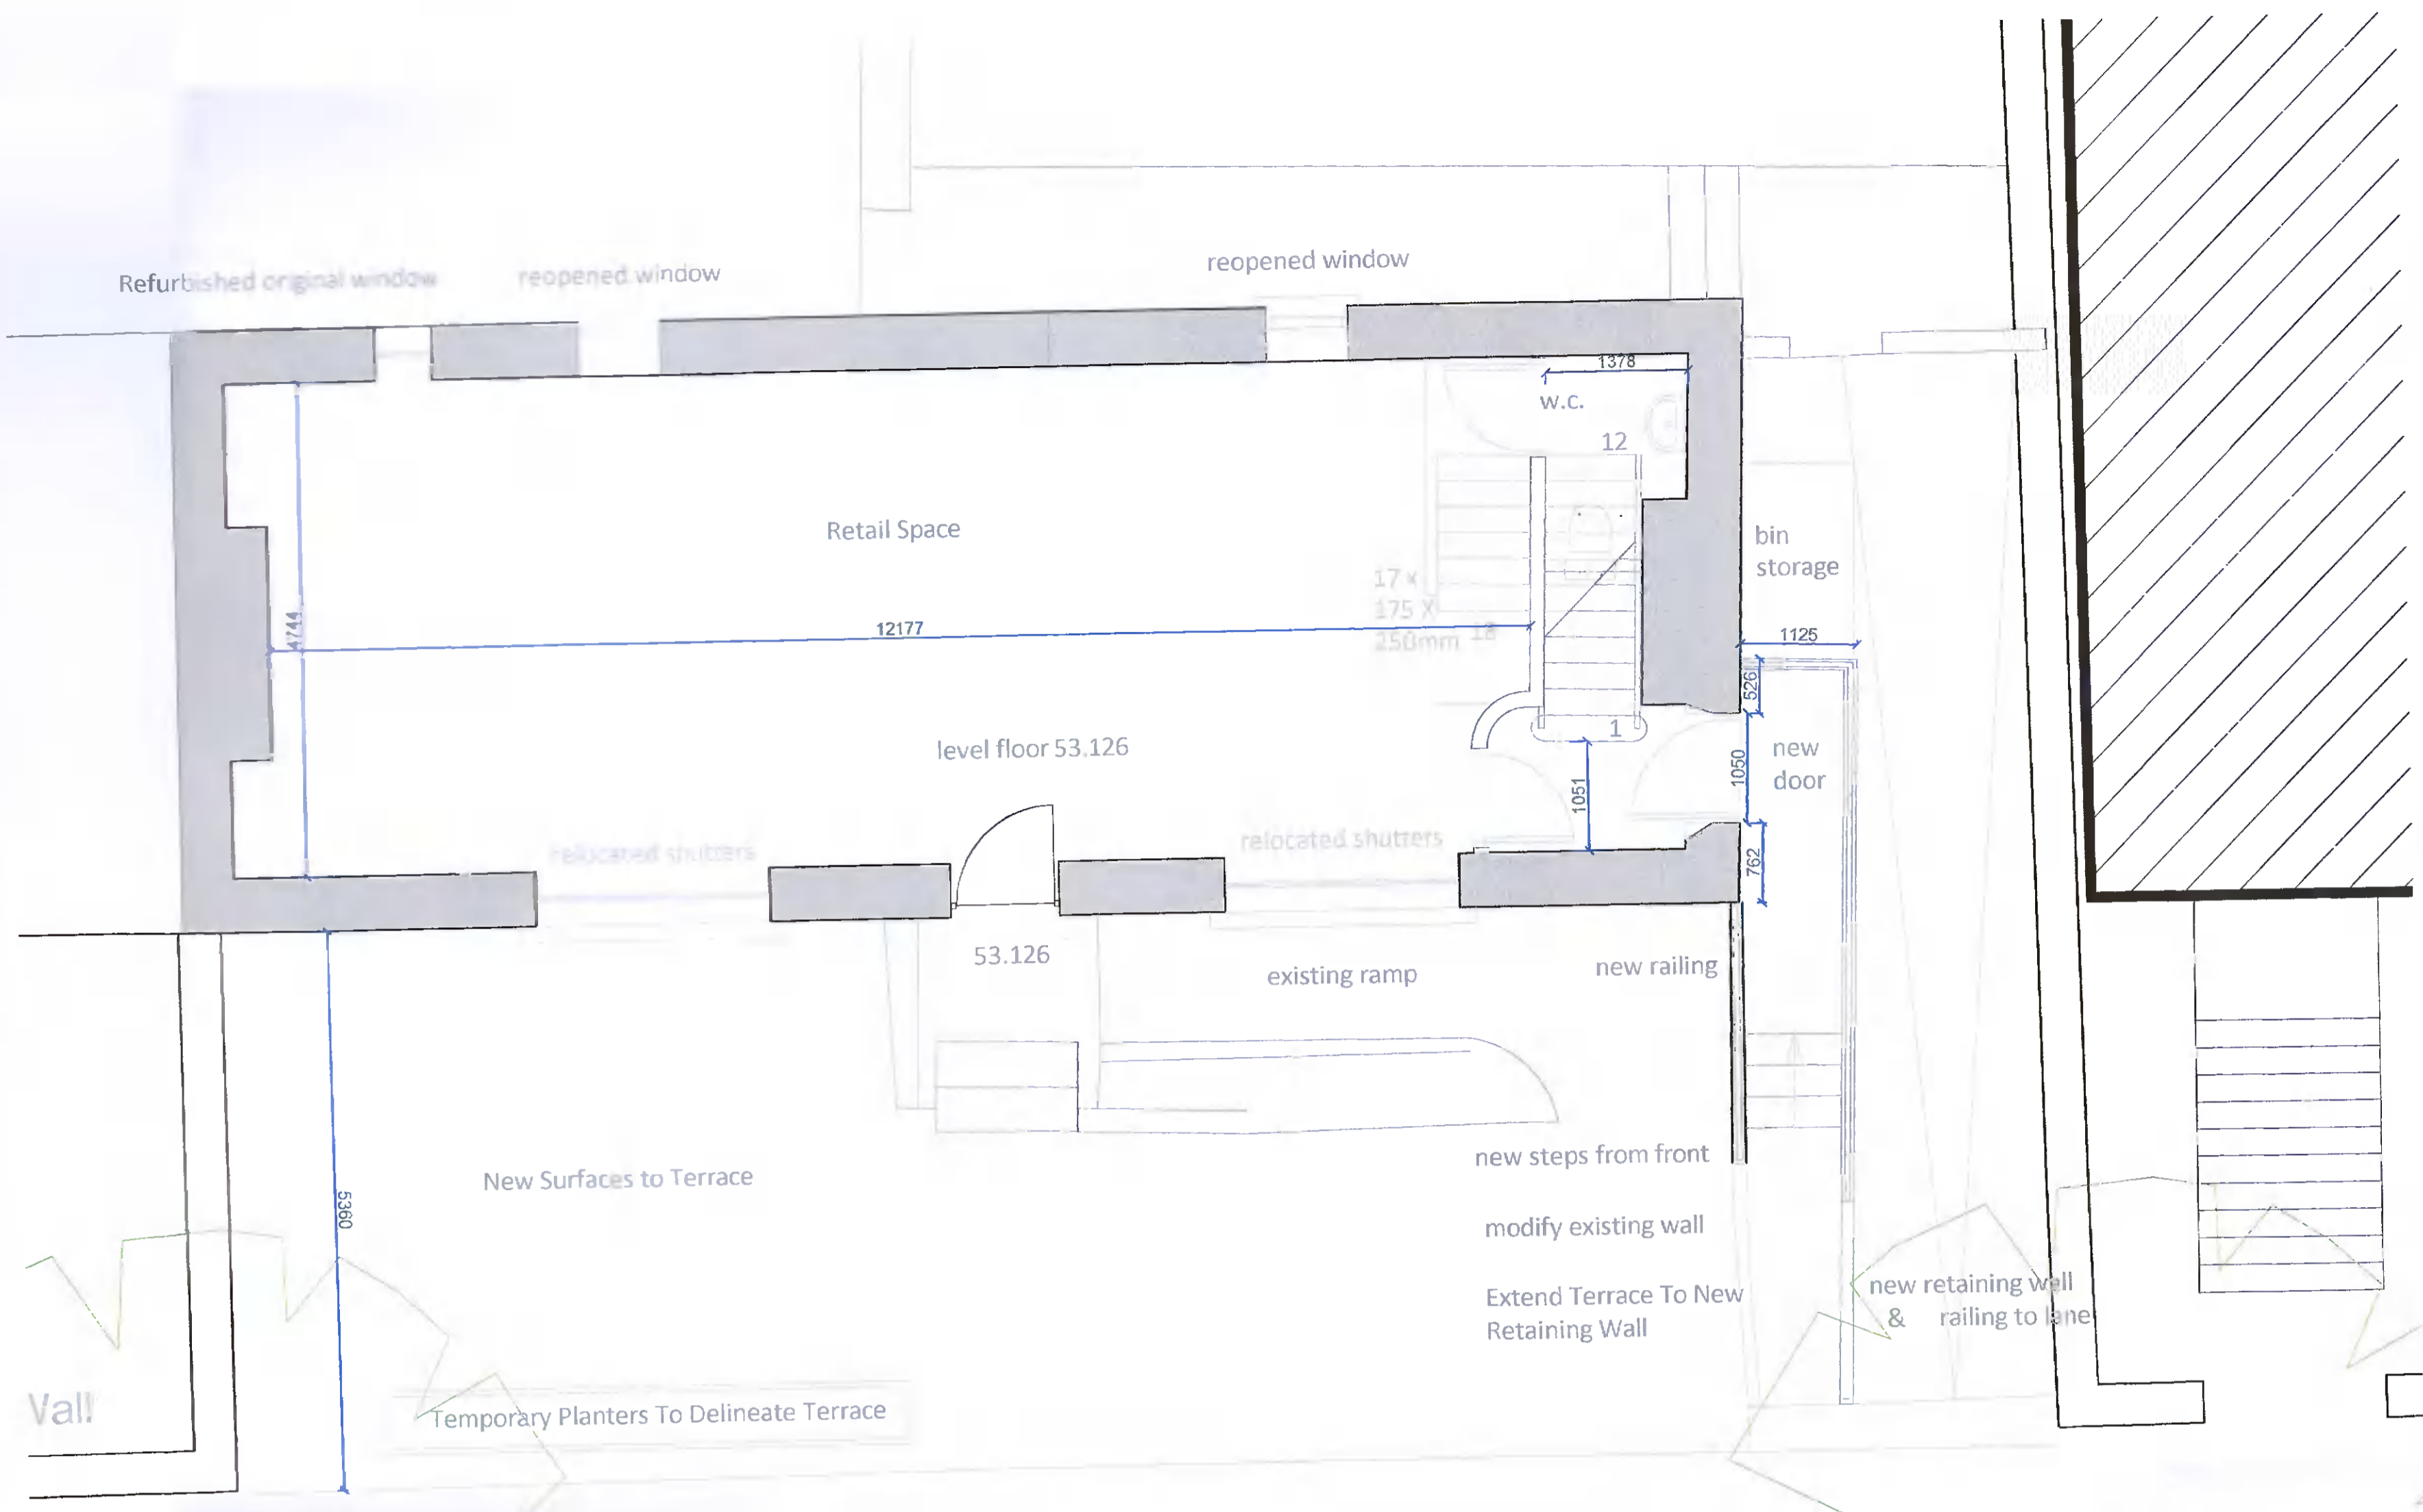 Refurbished original window
reopened window
reopened window
1378
w.c.
12
Retail Space
bin
storage
17 x
175 X
250mm
18
4744
12177
1125
526
1
level floor 53.126
new
door
1050
1051
relocated shutters
relocated shutters
762
53.126
existing ramp
new railing
new steps from front
New Surfaces to Terrace
5360
modify existing wall
new retaining wall
& railing to lane
Extend Terrace To New
Retaining Wall
Temporary Planters To Delineate Terrace